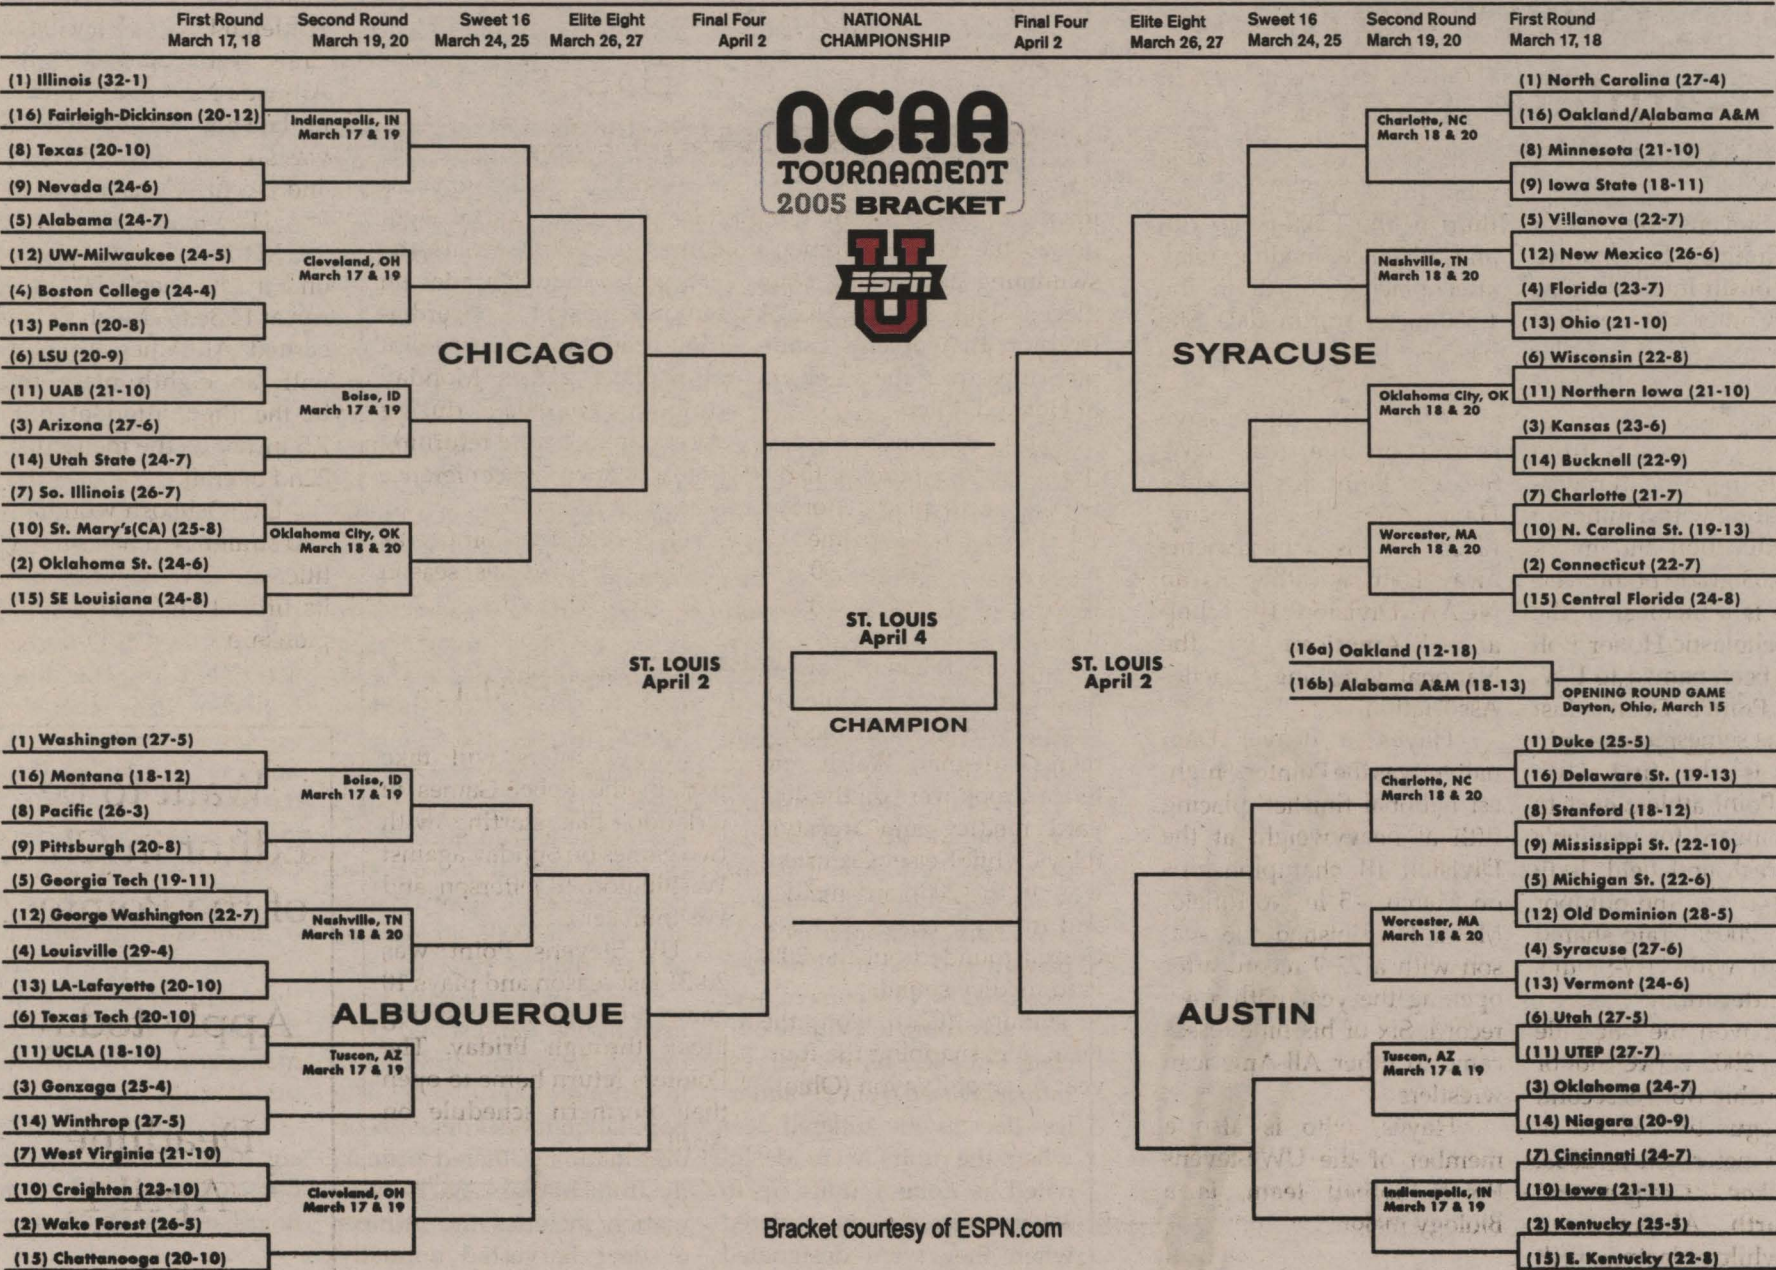 First Round
March 17, 18
Second Round
March 19, 20
Sweet 16
March 24, 25
Elite Eight
March 26, 27
Final Four
April 2
NATIONAL
CHAMPIONSHIP
Final Four
April 2
Elite Eight
March 26, 27
Sweet 16
March 24, 25
Second Round
March 19, 20
First Round
March 17, 18
NCAA
TOURNAMENT
2005 BRACKET
U
ESPN
(1) Illinois (32-1)
(16) Fairleigh-Dickinson (20-12)
Indianapolis, IN
March 17 & 19
(8) Texas (20-10)
(9) Nevada (24-6)
(5) Alabama (24-7)
(12) UW-Milwaukee (24-5)
Cleveland, OH
March 17 & 19
(4) Boston College (24-4)
(13) Penn (20-8)
CHICAGO
(6) LSU (20-9)
(11) UAB (21-10)
Boise, ID
March 17 & 19
(3) Arizona (27-6)
(14) Utah State (24-7)
(7) So. Illinois (26-7)
(10) St. Mary's(CA) (25-8)
Oklahoma City, OK
March 18 & 20
(2) Oklahoma St. (24-6)
(15) SE Louisiana (24-8)
(1) North Carolina (27-4)
(16) Oakland/Alabama A&M
Charlotte, NC
March 18 & 20
(8) Minnesota (21-10)
(9) Iowa State (18-11)
(5) Villanova (22-7)
(12) New Mexico (26-6)
Nashville, TN
March 18 & 20
(4) Florida (23-7)
(13) Ohio (21-10)
SYRACUSE
(6) Wisconsin (22-8)
(11) Northern Iowa (21-10)
Oklahoma City, OK
March 18 & 20
(3) Kansas (23-6)
(14) Bucknell (22-9)
(7) Charlotte (21-7)
(10) N. Carolina St. (19-13)
Worcester, MA
March 18 & 20
(2) Connecticut (22-7)
(15) Central Florida (24-8)
ST. LOUIS
April 2
ST. LOUIS
April 4
CHAMPION
ST. LOUIS
April 2
(16a) Oakland (12-18)
(16b) Alabama A&M (18-13)
OPENING ROUND GAME
Dayton, Ohio, March 15
(1) Washington (27-5)
(16) Montana (18-12)
Boise, ID
March 17 & 19
(8) Pacific (26-3)
(9) Pittsburgh (20-8)
(5) Georgia Tech (19-11)
(12) George Washington (22-7)
Nashville, TN
March 18 & 20
(4) Louisville (29-4)
(13) LA-Lafayette (20-10)
ALBUQUERQUE
(6) Texas Tech (20-10)
(11) UCLA (18-10)
Tuscon, AZ
March 17 & 19
(3) Gonzaga (25-4)
(14) Winthrop (27-5)
(7) West Virginia (21-10)
(10) Creighton (23-10)
Cleveland, OH
March 17 & 19
(2) Wake Forest (26-5)
(15) Chattanooga (20-10)
(1) Duke (25-5)
(16) Delaware St. (19-13)
Charlotte, NC
March 18 & 20
(8) Stanford (18-12)
(9) Mississippi St. (22-10)
(5) Michigan St. (22-6)
(12) Old Dominion (28-5)
Worcester, MA
March 18 & 20
(4) Syracuse (27-6)
(13) Vermont (24-6)
AUSTIN
(6) Utah (27-5)
(11) UTEP (27-7)
Tuscon, AZ
March 17 & 19
(3) Oklahoma (24-7)
(14) Niagara (20-9)
(7) Cincinnati (24-7)
(10) Iowa (21-11)
Indianapolis, IN
March 17 & 19
(2) Kentucky (25-5)
(15) E. Kentucky (22-8)
Bracket courtesy of ESPN.com